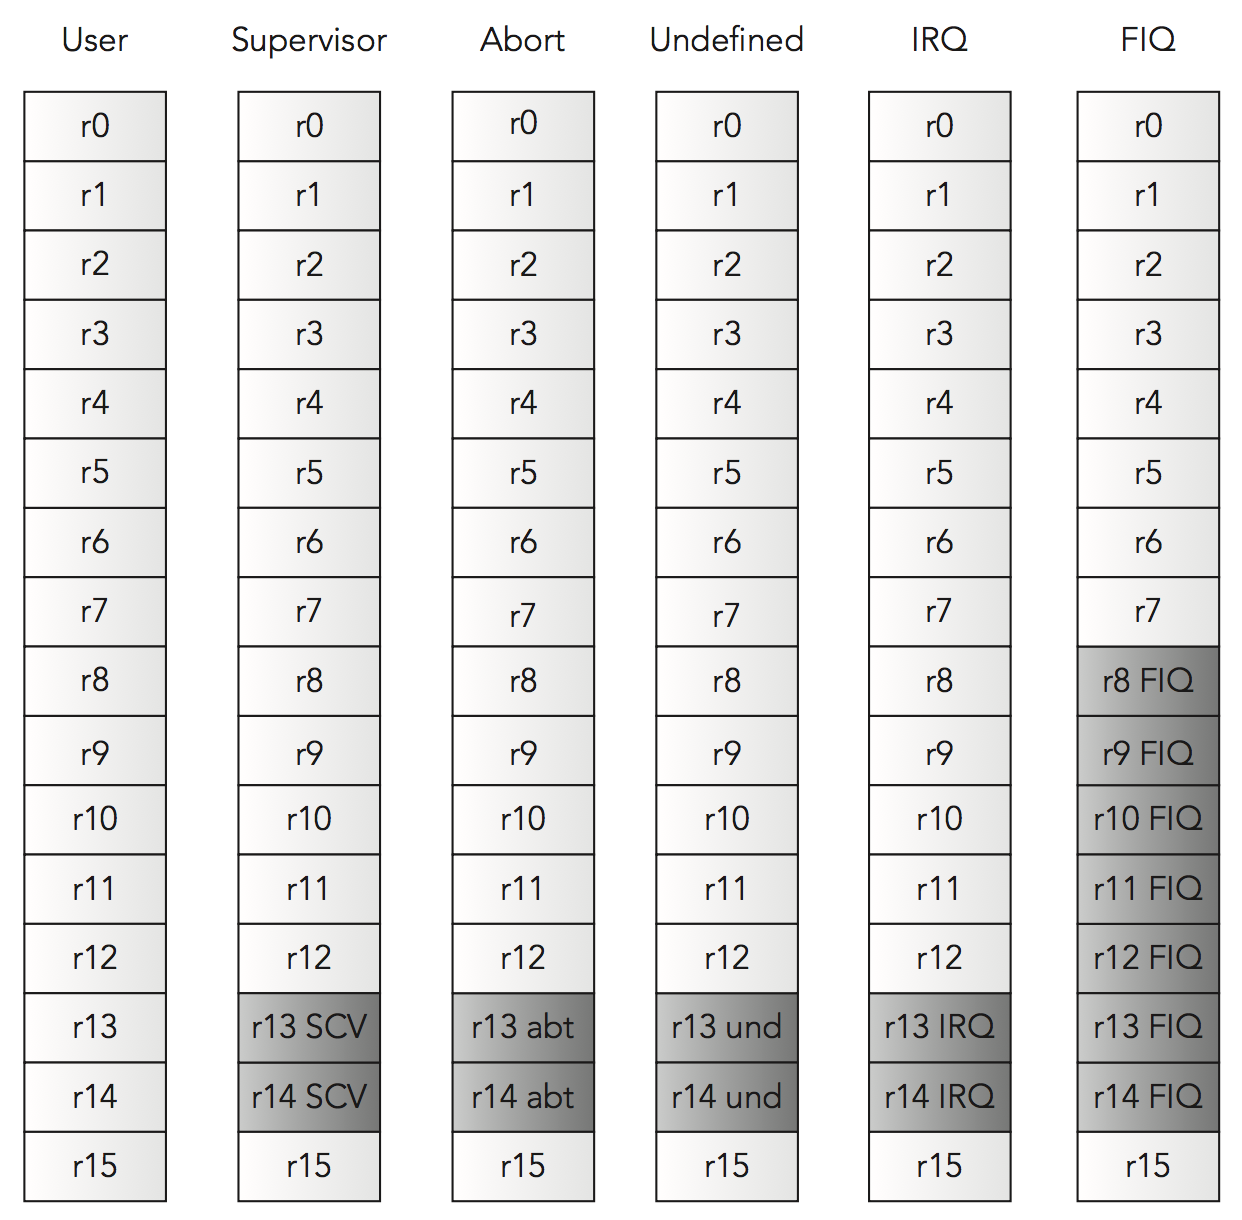 User Supervisor Abort Undefined IRQ FIQ
r0 r0 r0 r0 r0 r0
r1 r1 r1 r1 r1 r1
r2 r2 r2 r2 r2 r2
r3 r3 r3 r3 r3 r3
r4 r4 r4 r4 r4 r4
r5 r5 r5 r5 r5 r5
r6 r6 r6 r6 r6 r6
r7 r7 r7 r7 r7 r7
r8 r8 r8 r8 r8 r8 FIQ
r9 r9 r9 r9 r9 r9 FIQ
r10 r10 r10 r10 r10 r10 FIQ
r11 r11 r11 r11 r11 r11 FIQ
r12 r12 r12 r12 r12 r12 FIQ
r13 r13 SCV r13 abt r13 und r13 IRQ r13 FIQ
r14 r14 SCV r14 abt r14 und r14 IRQ r14 FIQ
r15 r15 r15 r15 r15 r15